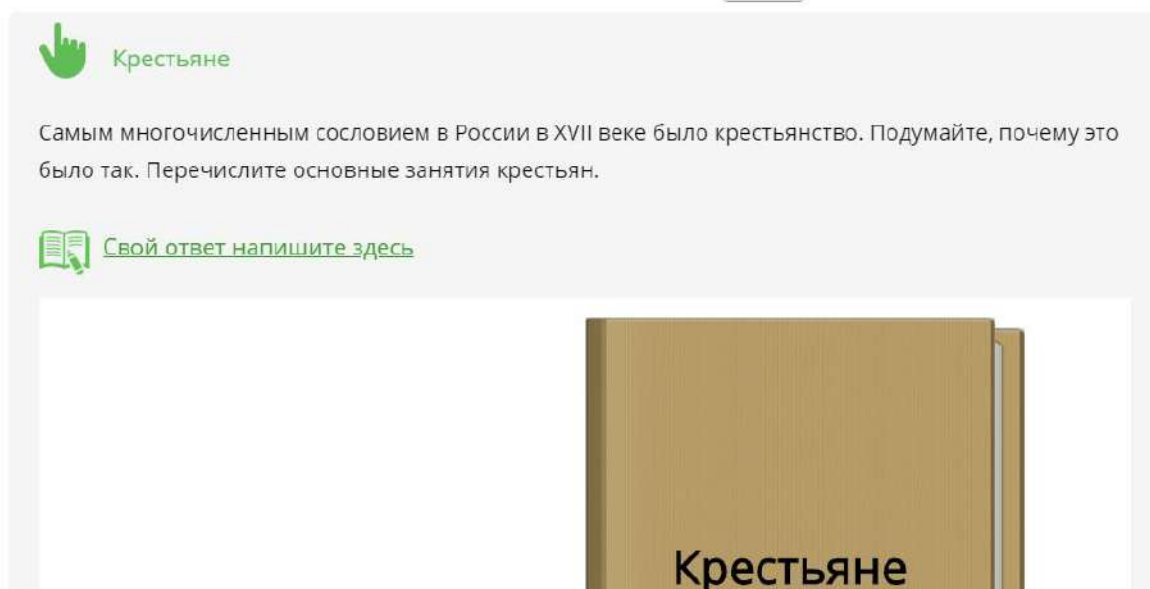 Крестьяне
Самым многочисленным сословием в России в XVII веке было крестьянство. Подумайте, почему это
было так. Перечислите основные занятия крестьян.
Свой ответ напишите здесь
Крестьяне